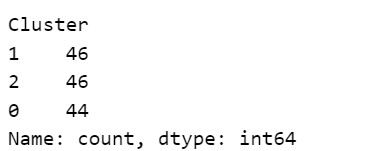 Cluster
1    46
2    46
0    44
Name: count, dtype: int64